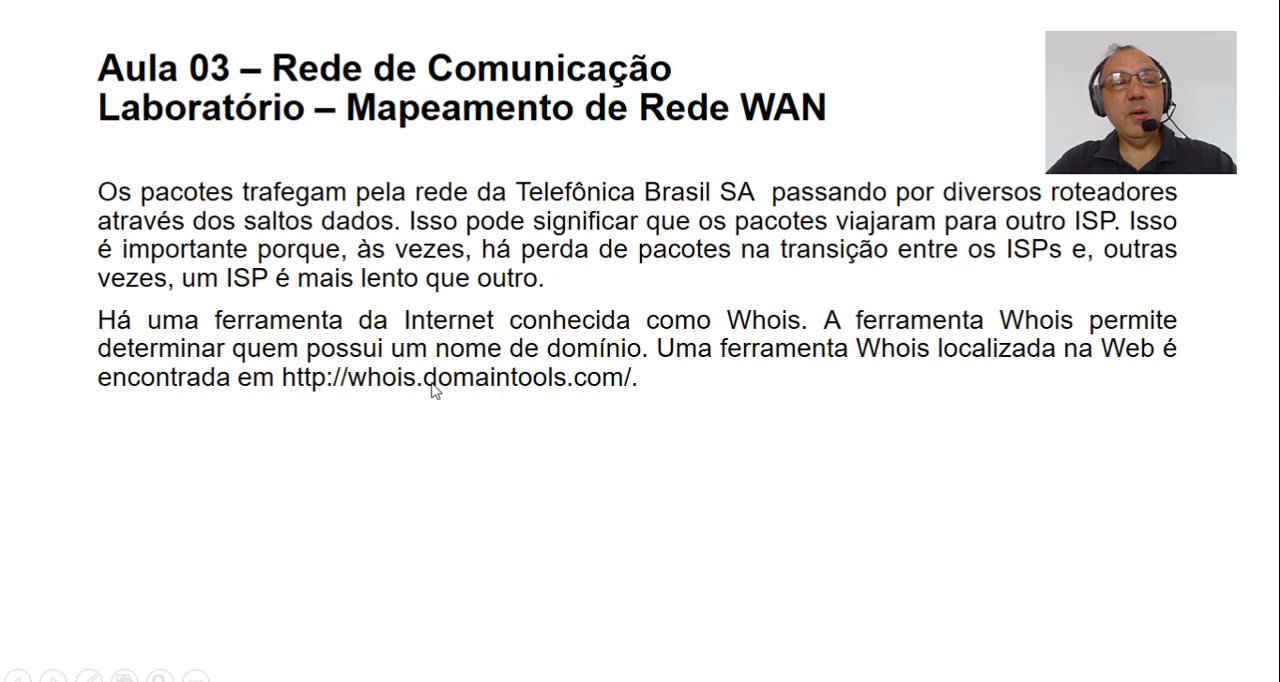 Aula 03 – Rede de Comunicação
Laboratório – Mapeamento de Rede WAN
Os pacotes trafegam pela rede da Telefônica Brasil SA  passando por diversos roteadores
através dos saltos dados. Isso pode significar que os pacotes viajaram para outro ISP. Isso
é importante porque, às vezes, há perda de pacotes na transição entre os ISPs e, outras
vezes, um ISP é mais lento que outro.
Há uma ferramenta da Internet conhecida como Whois. A ferramenta Whois permite
determinar quem possui um nome de domínio. Uma ferramenta Whois localizada na Web é
encontrada em http://whois.domaintools.com/.